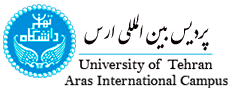 پردیس بین المللی ارس
University of Tehran
Aras International Campus